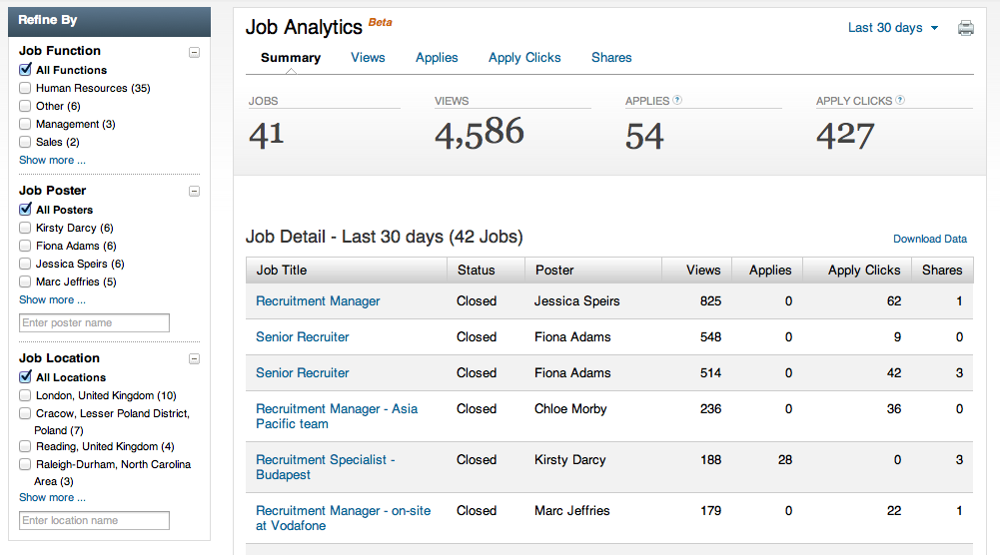 Refine By
Job Function
All Functions
Human Resources (35)
Other (6)
Management (3)
Sales (2)
Show more ...
Job Poster
All Posters
Kirsty Darcy (6)
Fiona Adams (6)
Jessica Speirs (6)
Marc Jeffries (5)
Show more ...
Enter poster name
Job Location
All Locations
London, United Kingdom (10)
Cracow, Lesser Poland District,
Poland (7)
Reading, United Kingdom (4)
Raleigh-Durham, North Carolina
Area (3)
Show more ...
Enter location name
Job Analytics Beta
Last 30 days
Summary Views Applies Apply Clicks Shares
JOBS VIEWS APPLIES ? APPLY CLICKS ?
41 4,586 54 427
Job Detail - Last 30 days (42 Jobs)
Download Data
Job Title Status Poster Views Applies Apply Clicks Shares
Recruitment Manager Closed Jessica Speirs 825 0 62 1
Senior Recruiter Closed Fiona Adams 548 0 9 0
Senior Recruiter Closed Fiona Adams 514 0 42 3
Recruitment Manager - Asia Closed Chloe Morby 236 0 36 0
Pacific team
Recruitment Specialist - Closed Kirsty Darcy 188 28 0 3
Budapest
Recruitment Manager - on-site Closed Marc Jeffries 179 0 22 1
at Vodafone